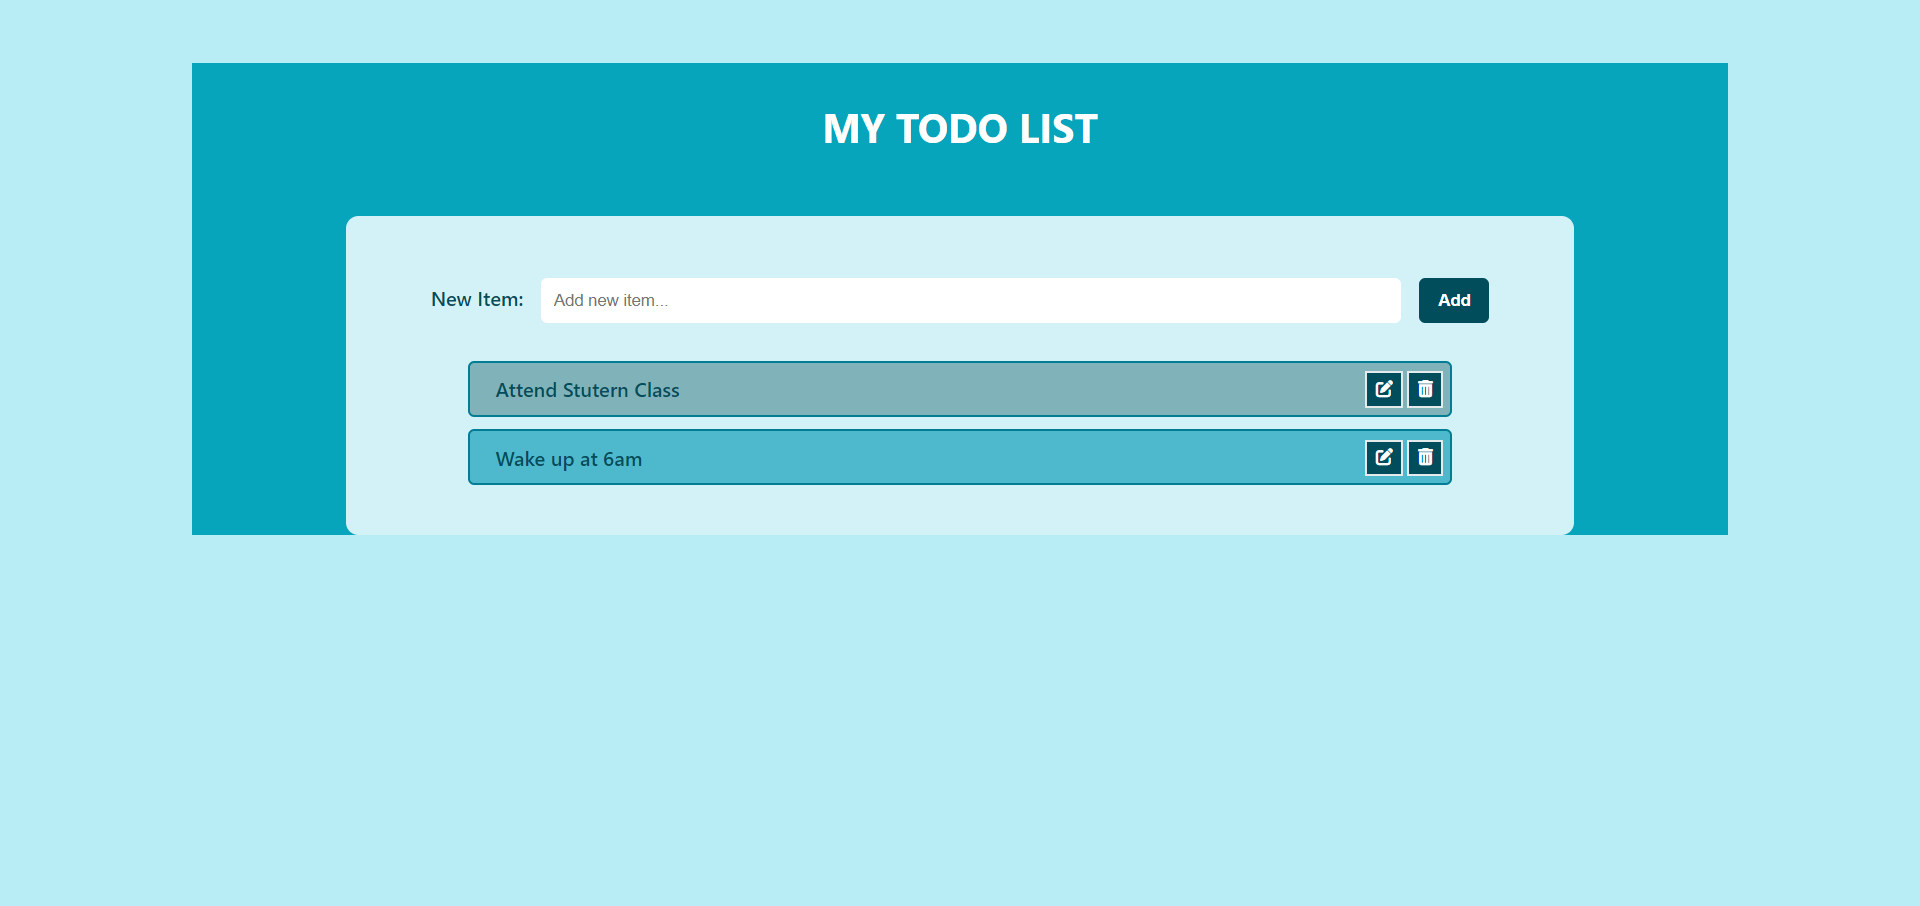 MY TODO LIST
New Item: Add new item... Add
Attend Stutern Class
Wake up at 6am